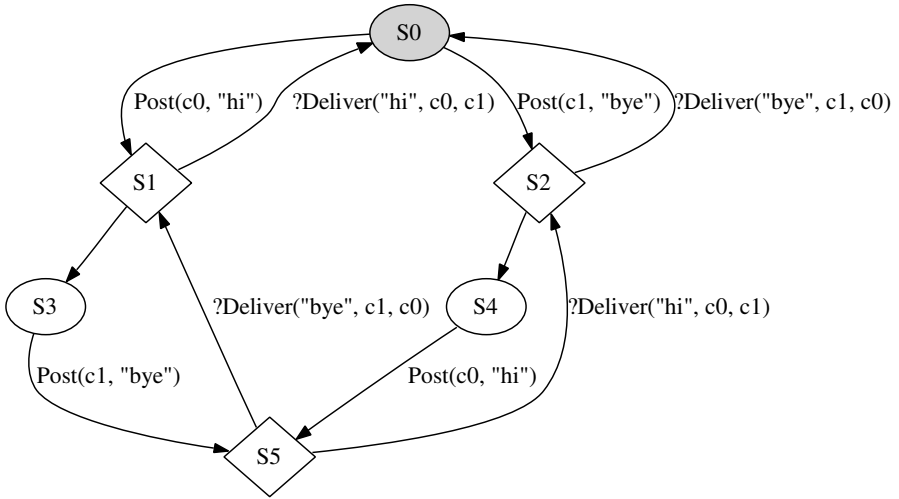 S0
Post(c0, "hi")
?Deliver("hi", c0, c1)
Post(c1, "bye")
?Deliver("bye", c1, c0)
S1
S2
S3
?Deliver("bye", c1, c0)
S4
?Deliver("hi", c0, c1)
Post(c1, "bye")
Post(c0, "hi")
S5